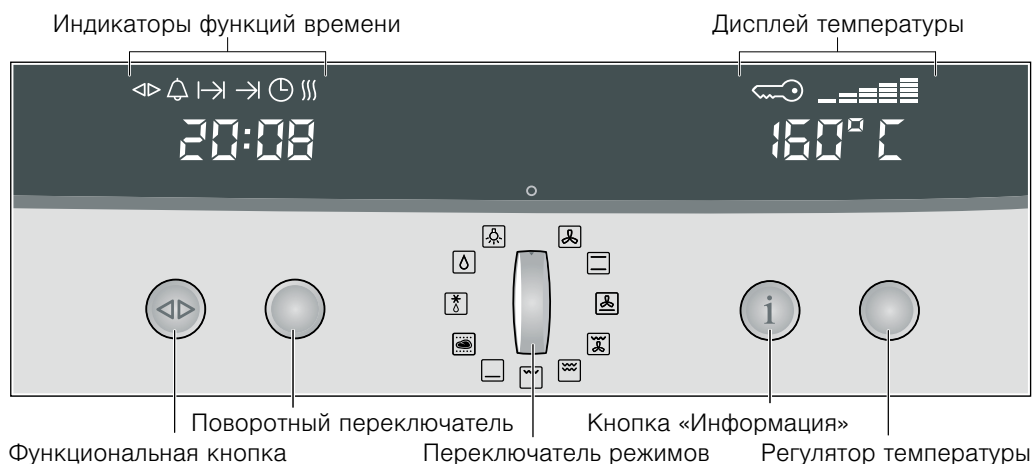 Индикаторы функций времени
Дисплей температуры
20:08
160° C
i
Поворотный переключатель
Кнопка «Информация»
Функциональная кнопка
Переключатель режимов
Регулятор температуры